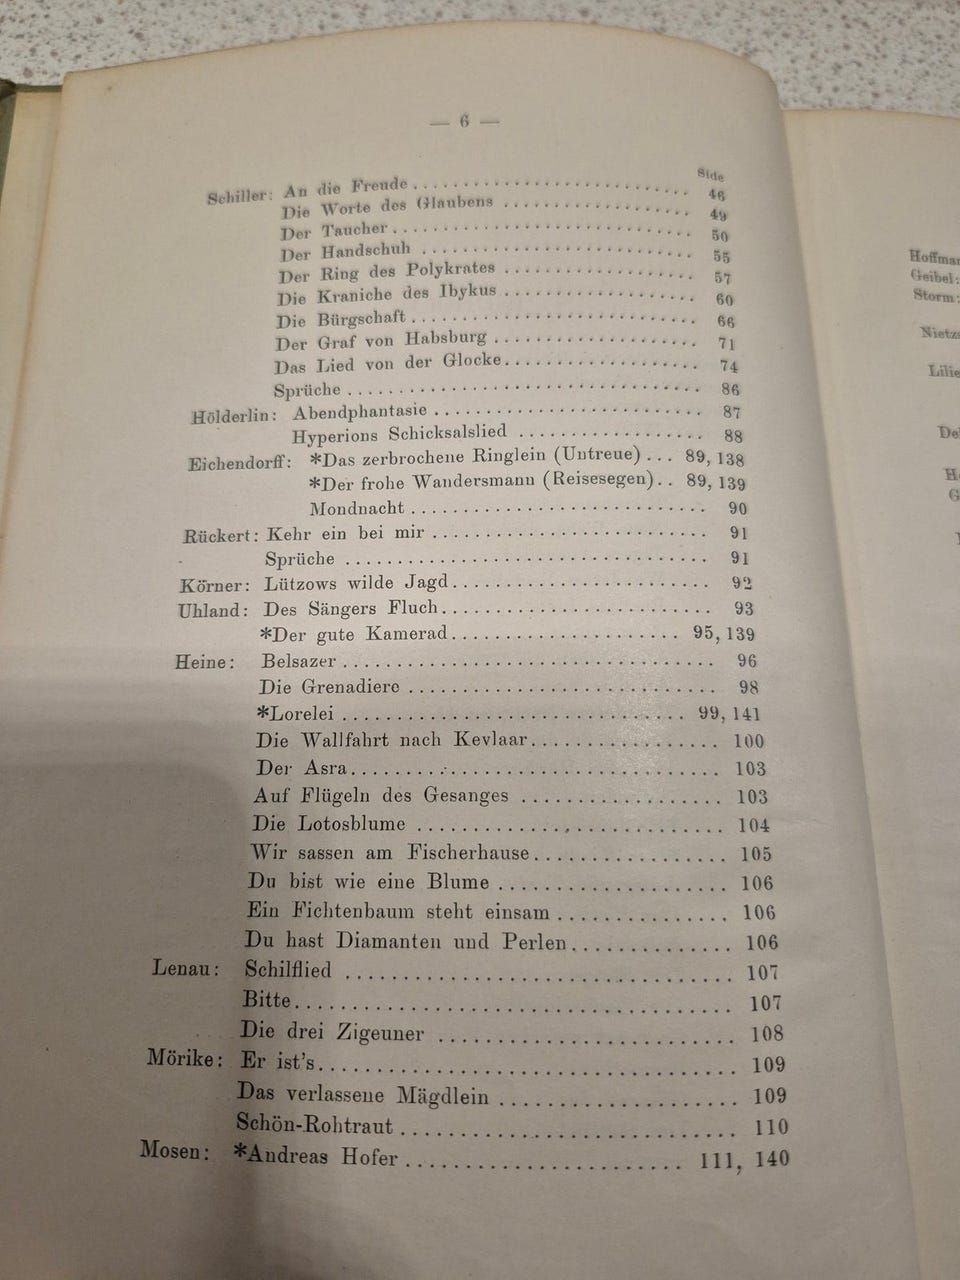 — 6 —
Side
Schiller: An die Freude .......... 46
Die Worte des Glaubens .......... 49
Der Taucher .......... 50
Der Handschuh .......... 55
Der Ring des Polykrates .......... 57
Die Kraniche des Ibykus .......... 60
Die Bürgschaft .......... 66
Der Graf von Habsburg .......... 71
Das Lied von der Glocke .......... 74
Sprüche .......... 86
Hölderlin: Abendphantasie .......... 87
Hyperions Schicksalslied .......... 88
Eichendorff: *Das zerbrochene Ringlein (Untreue) ... 89, 138
*Der frohe Wandersmann (Reisesegen) .. 89, 139
Mondnacht .......... 90
Rückert: Kehr ein bei mir .......... 91
Sprüche .......... 91
Körner: Lützows wilde Jagd .......... 92
Uhland: Des Sängers Fluch .......... 93
*Der gute Kamerad .......... 95, 139
Heine: Belsazer .......... 96
Die Grenadiere .......... 98
*Lorelei .......... 99, 141
Die Wallfahrt nach Kevlaar .......... 100
Der Asra .......... 103
Auf Flügeln des Gesanges .......... 103
Die Lotosblume .......... 104
Wir sassen am Fischerhause .......... 105
Du bist wie eine Blume .......... 106
Ein Fichtenbaum steht einsam .......... 106
Du hast Diamanten und Perlen .......... 106
Lenau: Schilflied .......... 107
Bitte .......... 107
Die drei Zigeuner .......... 108
Mörike: Er ist's .......... 109
Das verlassene Mägdlein .......... 109
Schön-Rohtraut .......... 110
Mosen: *Andreas Hofer .......... 111, 140
Geibel:
Storm: